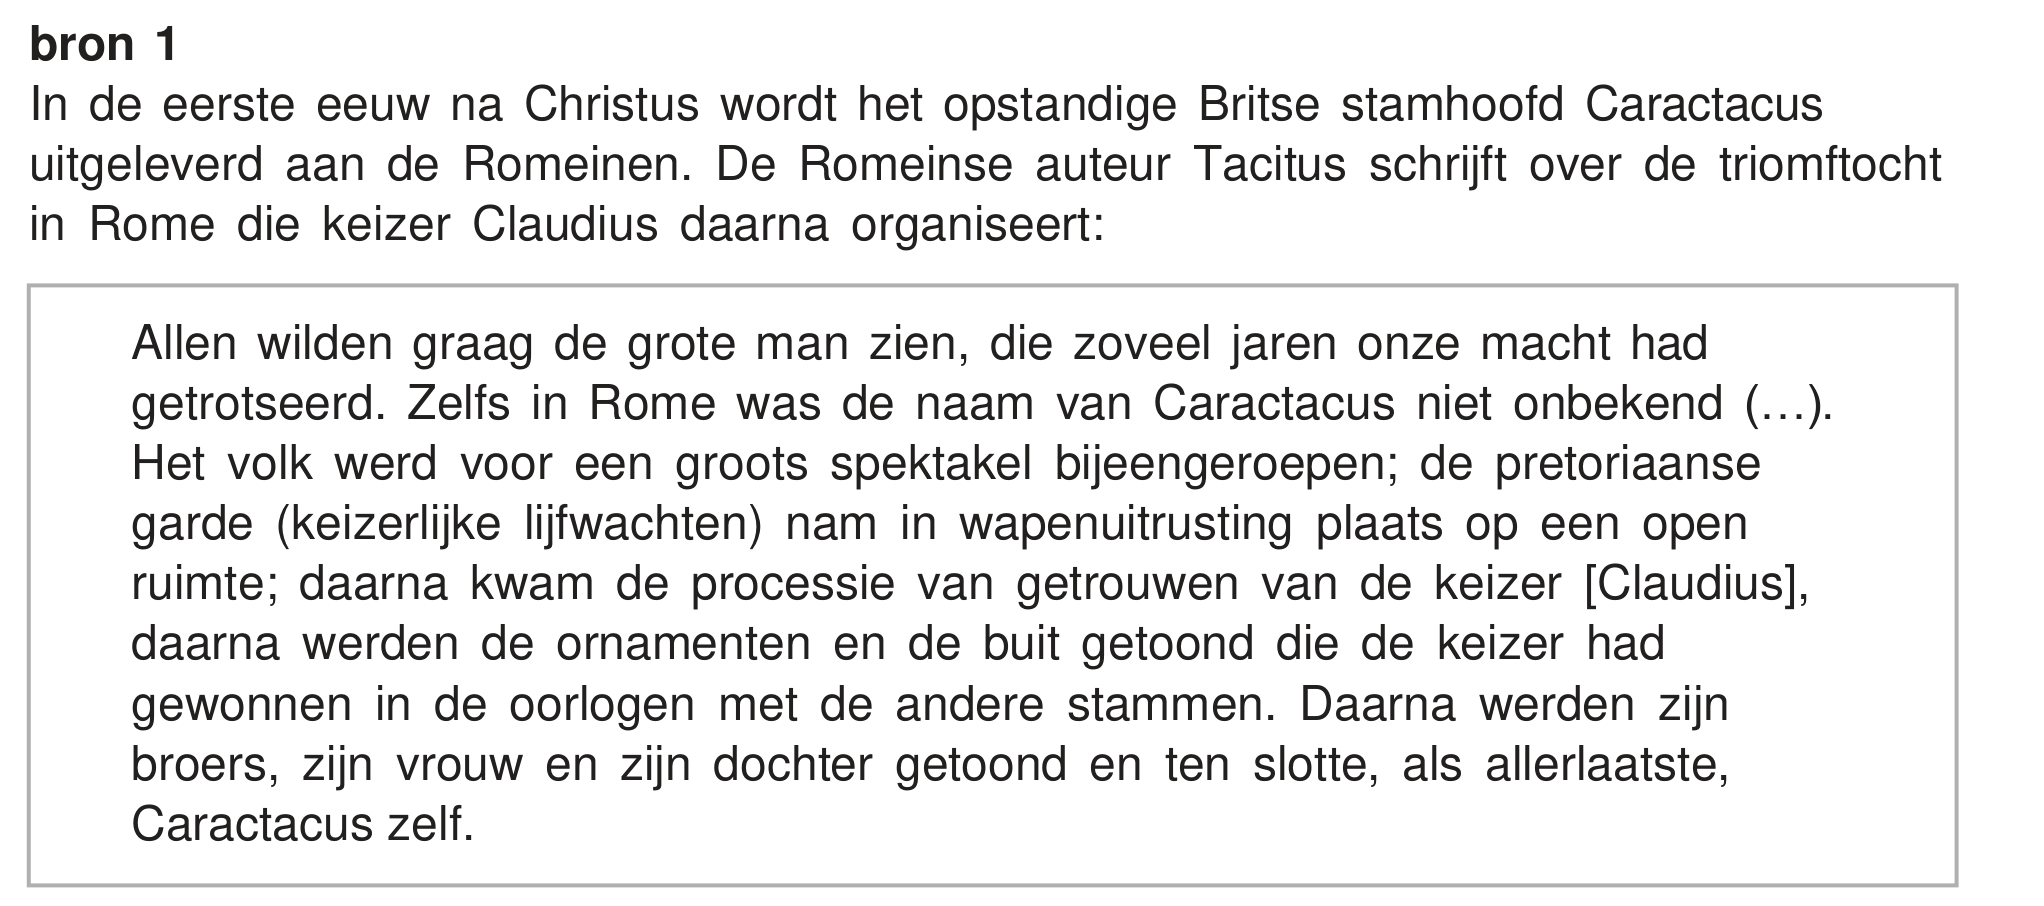 bron 1
In de eerste eeuw na Christus wordt het opstandige Britse stamhoofd Caractacus
uitgeleverd aan de Romeinen. De Romeinse auteur Tacitus schrijft over de triomftocht
in Rome die keizer Claudius daarna organiseert:
Allen wilden graag de grote man zien, die zoveel jaren onze macht had
getrotseerd. Zelfs in Rome was de naam van Caractacus niet onbekend (…).
Het volk werd voor een groots spektakel bijeengeroepen; de pretoriaanse
garde (keizerlijke lijfwachten) nam in wapenuitrusting plaats op een open
ruimte; daarna kwam de processie van getrouwen van de keizer [Claudius],
daarna werden de ornamenten en de buit getoond die de keizer had
gewonnen in de oorlogen met de andere stammen. Daarna werden zijn
broers, zijn vrouw en zijn dochter getoond en ten slotte, als allerlaatste,
Caractacus zelf.